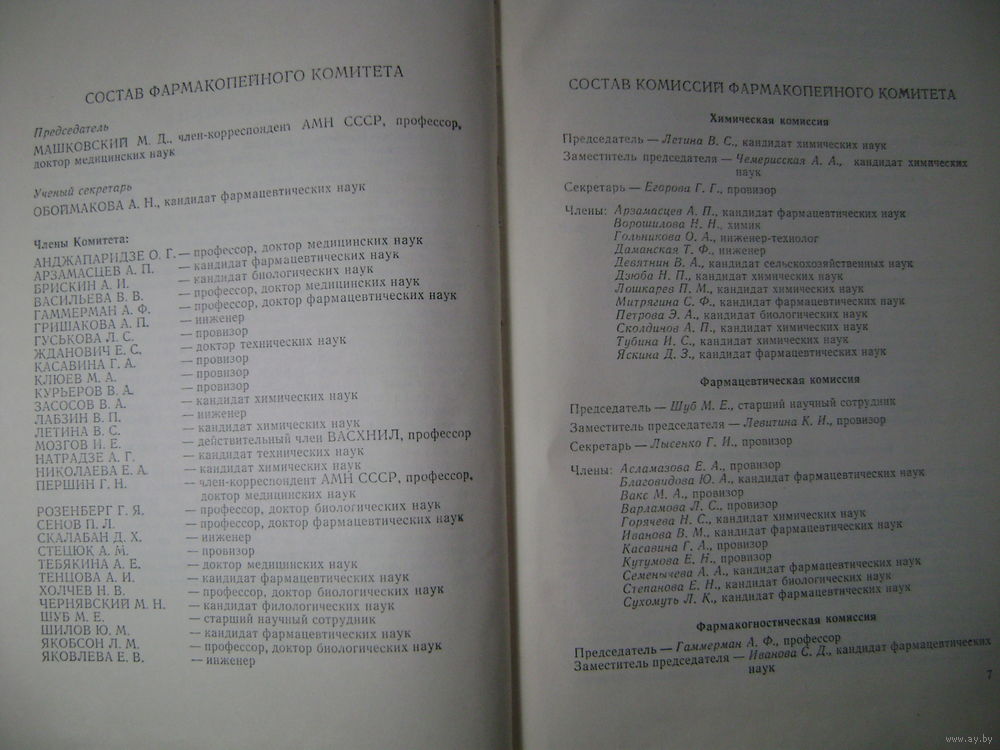 СОСТАВ ФАРМАКОПЕЙНОГО КОМИТЕТА
Председатель
МАШКОВСКИЙ М. Д., член-корреспондент АМН СССР, профессор,
доктор медицинских наук
Ученый секретарь
ОБОЙМАКОВА А. Н., кандидат фармацевтических наук
Члены Комитета:
АНДЖАПАРИДЗЕ О. Г. — профессор, доктор медицинских наук
АРЗАМАСЦЕВ А. П. — кандидат фармацевтических наук
БРИСКИН А. И. — кандидат биологических наук
ВАСИЛЬЕВА В. В. — профессор, доктор медицинских наук
ГАММЕРМАН А. Ф. — профессор, доктор фармацевтических наук
ГРИШАКОВА А. П. — инженер
ГУСЬКОВА Л. С. — провизор
ЖДАНОВИЧ Е. С. — доктор технических наук
КАСАВИНА Г. А. — провизор
КЛЮЕВ М. А. — провизор
КУРЬЕРОВ В. А. — провизор
ЗАСОСОВ В. А. — кандидат химических наук
ЛАБЗИН В. П. — инженер
ЛЕТИНА В. С. — кандидат химических наук
МОЗГОВ И. Е. — действительный член ВАСХНИЛ, профессор
НАТРАДЗЕ А. Г. — кандидат технических наук
НИКОЛАЕВА Е. А. — кандидат химических наук
ПЕРШИН Г. Н. — член-корреспондент АМН СССР, профессор,
доктор медицинских наук
РОЗЕНБЕРГ Г. Я. — профессор, доктор биологических наук
СЕНОВ П. Л. — профессор, доктор фармацевтических наук
СКАЛАБАН Д. Х. — инженер
СТЕЦЮК А. М. — провизор
ТЕБЯКИНА А. Е. — доктор медицинских наук
ТЕНЦОВА А. И. — кандидат фармацевтических наук
ХОЛЧЕВ Н. В. — профессор, доктор биологических наук
ЧЕРНЯВСКИЙ М. Н. — кандидат филологических наук
ШУБ М. Е. — старший научный сотрудник
ШИЛОВ Ю. М. — кандидат фармацевтических наук
ЯКОБСОН Л. М. — профессор, доктор биологических наук
ЯКОВЛЕВА Е. В. — инженер
СОСТАВ КОМИССИЙ ФАРМАКОПЕЙНОГО КОМИТЕТА
Химическая комиссия
Председатель — Летина В. С., кандидат химических наук
Заместитель председателя — Чемерисская А. А., кандидат химических
наук
Секретарь — Егорова Г. Г., провизор
Члены: Арзамасцев А. П., кандидат фармацевтических наук
Ворошилова Н. Н., химик
Гольникова О. А., инженер-технолог
Даманская Т. Ф., инженер
Девятнин В. А., кандидат сельскохозяйственных наук
Дзюба Н. П., кандидат химических наук
Лошкарев П. М., кандидат химических наук
Митрягина С. Ф., кандидат фармацевтических наук
Петрова Э. А., кандидат биологических наук
Сколдинов А. П., кандидат химических наук
Тубина И. С., кандидат химических наук
Яскина Д. З., кандидат фармацевтических наук
Фармацевтическая комиссия
Председатель — Шуб М. Е., старший научный сотрудник
Заместитель председателя — Левитина К. И., провизор
Секретарь — Лысенко Г. И., провизор
Члены: Асламазова Е. А., провизор
Благовидова Ю. А., кандидат фармацевтических наук
Вакс М. А., провизор
Варламова Л. С., провизор
Горячева Н. С., кандидат химических наук
Иванова В. М., кандидат фармацевтических наук
Касавина Г. А., провизор
Кутумова Е. Н., провизор
Семенычева А. А., кандидат фармацевтических наук
Степанова Е. Н., кандидат биологических наук
Сухомуть Л. К., кандидат фармацевтических наук
Фармакогностическая комиссия
Председатель — Гаммерман А. Ф., профессор
Заместитель председателя — Иванова С. Д., кандидат фармацевтических
наук
7
www.ay.by